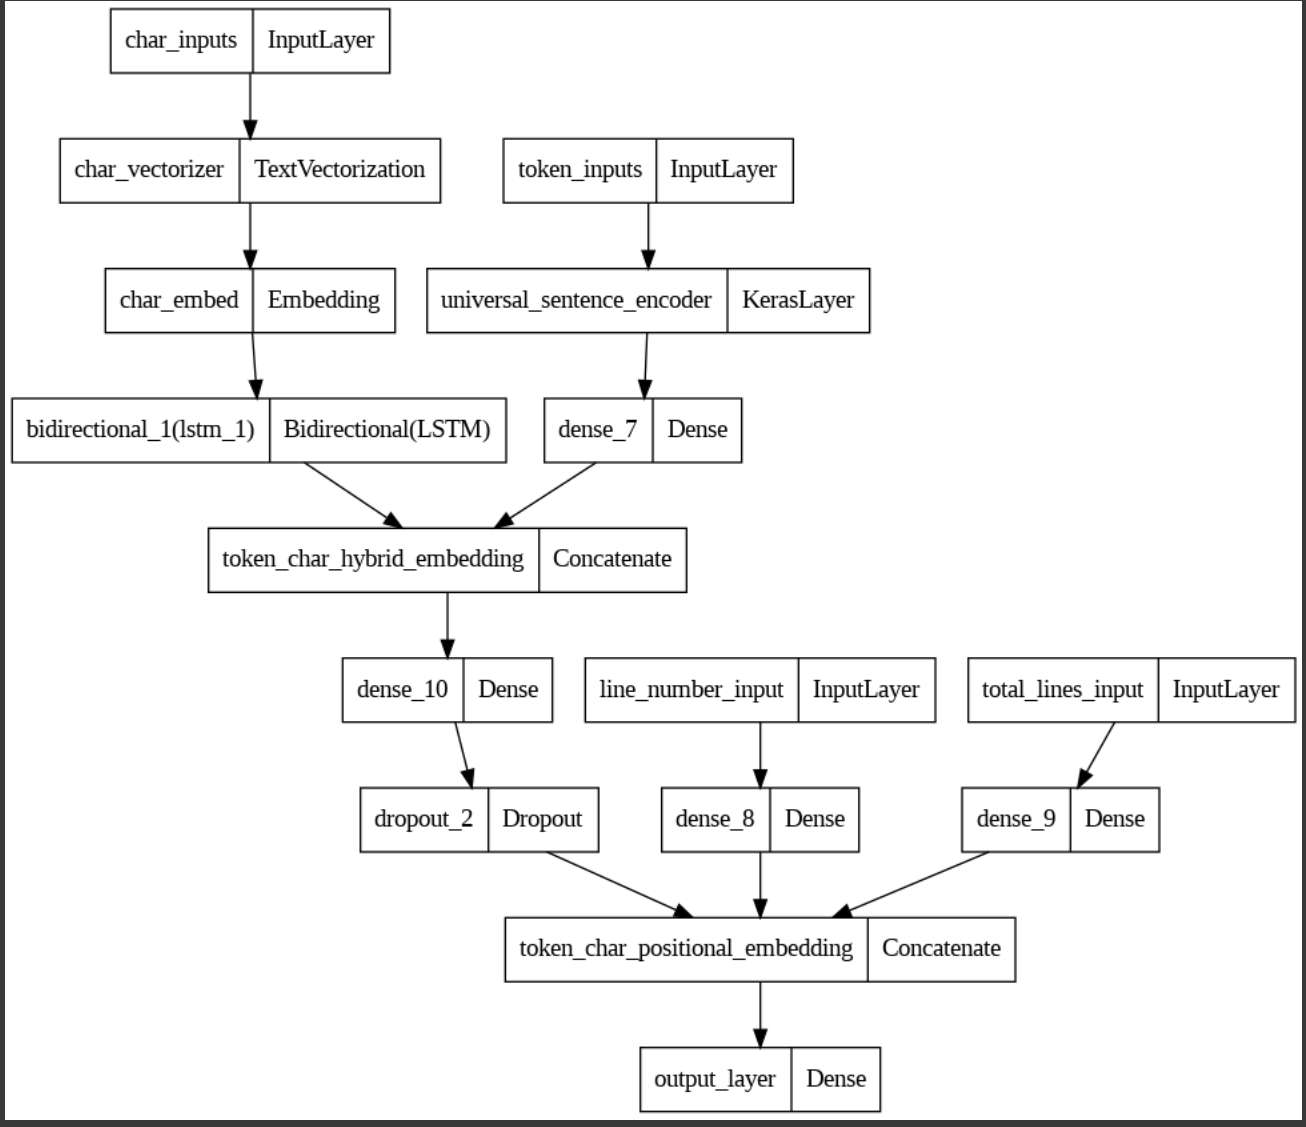 char_inputs InputLayer
char_vectorizer TextVectorization
token_inputs InputLayer
char_embed Embedding
universal_sentence_encoder KerasLayer
bidirectional_1(lstm_1) Bidirectional(LSTM)
dense_7 Dense
token_char_hybrid_embedding Concatenate
dense_10 Dense
line_number_input InputLayer
total_lines_input InputLayer
dropout_2 Dropout
dense_8 Dense
dense_9 Dense
token_char_positional_embedding Concatenate
output_layer Dense